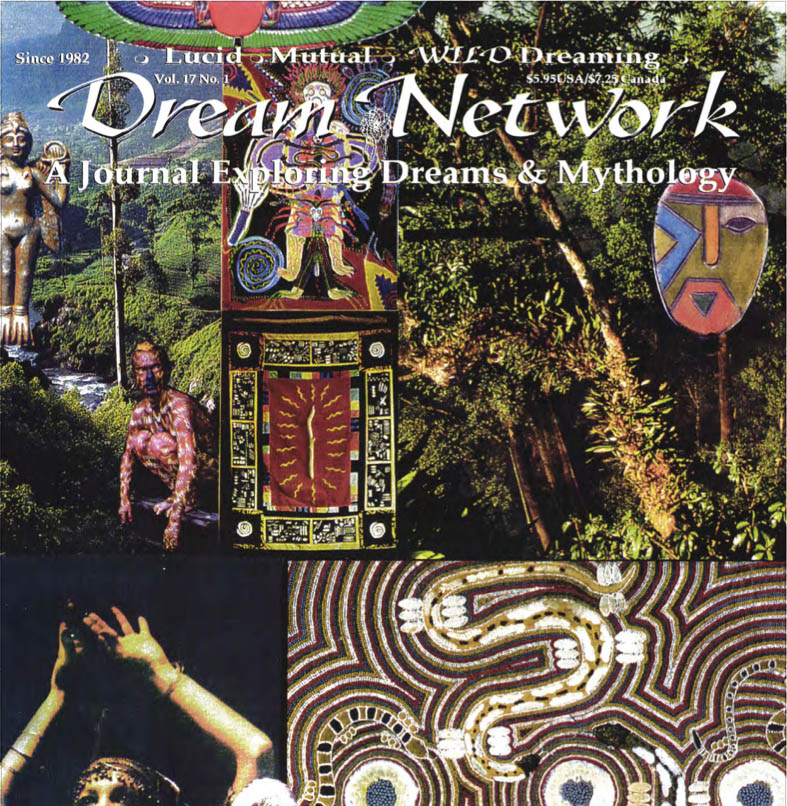 Since 1982 Lucid Mutual WILD Dreaming
Vol. 17 No. 1 $5.95USA/$7.25 Canada
Dream Network
A Journal Exploring Dreams & Mythology